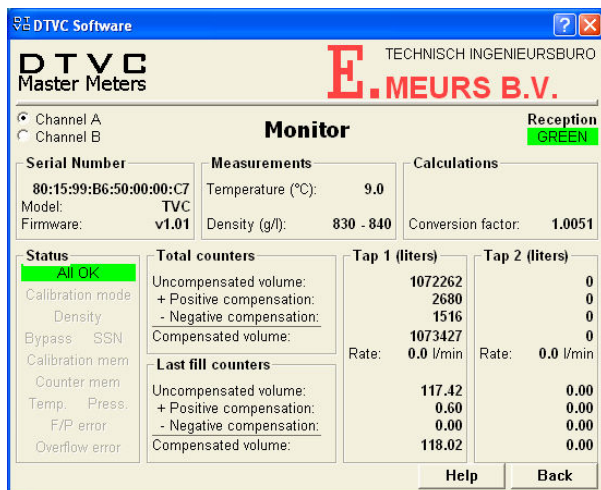 DTVC Software
DTVC
Master Meters
TECHNISCH INGENIEURSBURO
E. MEURS B.V.
Channel A
Channel B
Monitor
Reception
GREEN
Serial Number
80:15:99:B6:50:00:00:C7
Model: TVC
Firmware: v1.01
Measurements
Temperature (°C): 9.0
Density (g/l): 830 - 840
Calculations
Conversion factor: 1.0051
Status
All OK
Calibration mode
Density
Bypass SSN
Calibration mem
Counter mem
Temp. Press.
F/P error
Overflow error
Total counters
Tap 1 (liters)
Tap 2 (liters)
Uncompensated volume: 1072262 0
+ Positive compensation: 2680 0
- Negative compensation: 1516 0
Compensated volume: 1073427 0
Rate: 0.0 l/min Rate: 0.0 l/min
Last fill counters
Uncompensated volume: 117.42 0.00
+ Positive compensation: 0.60 0.00
- Negative compensation: 0.00 0.00
Compensated volume: 118.02 0.00
Help Back